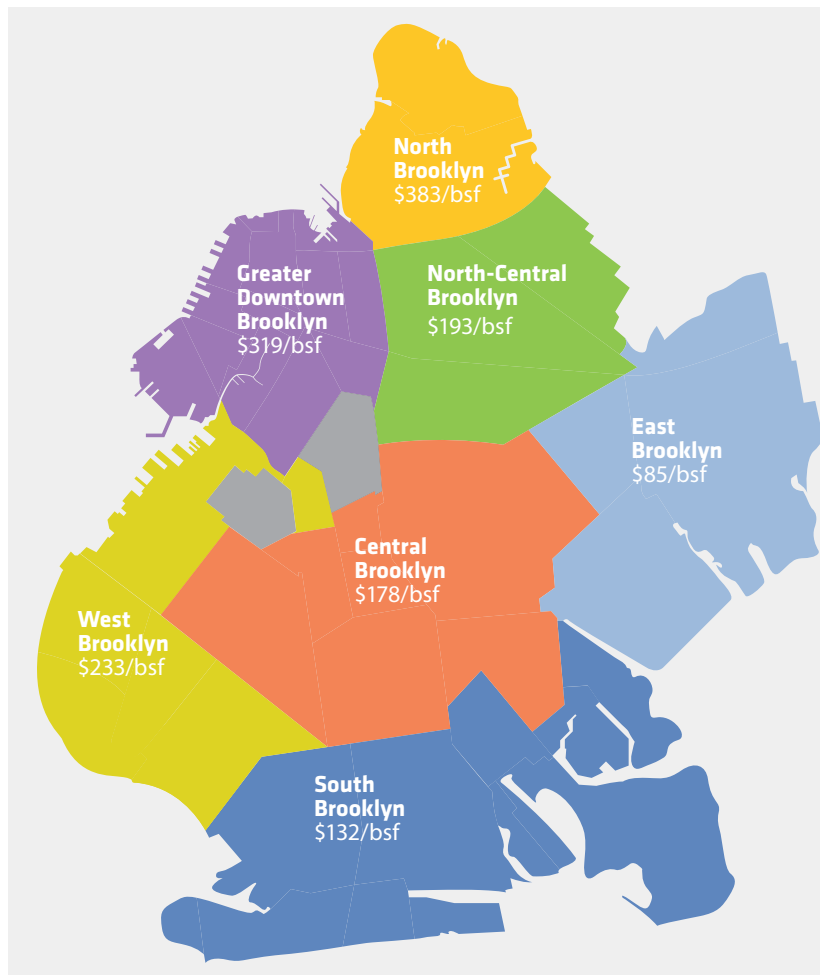 North
Brooklyn
$383/bsf
Greater
Downtown
Brooklyn
$319/bsf
North-Central
Brooklyn
$193/bsf
East
Brooklyn
$85/bsf
Central
Brooklyn
$178/bsf
West
Brooklyn
$233/bsf
South
Brooklyn
$132/bsf